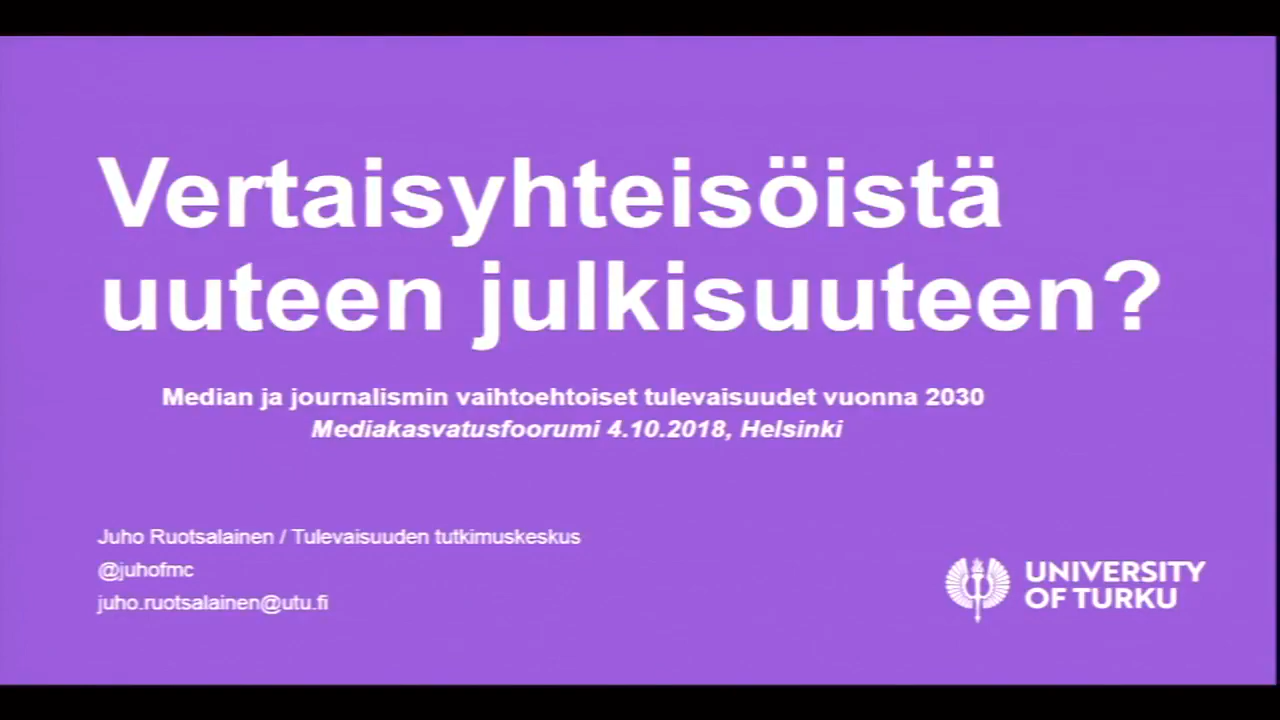 Vertaisyhteisöistä
uuteen julkisuuteen?
Median ja journalismin vaihtoehtoiset tulevaisuudet vuonna 2030
Mediakasvatusfoorumi 4.10.2018, Helsinki
Juho Ruotsalainen / Tulevaisuuden tutkimuskeskus
@juhofmc
juho.ruotsalainen@utu.fi
UNIVERSITY
OF TURKU